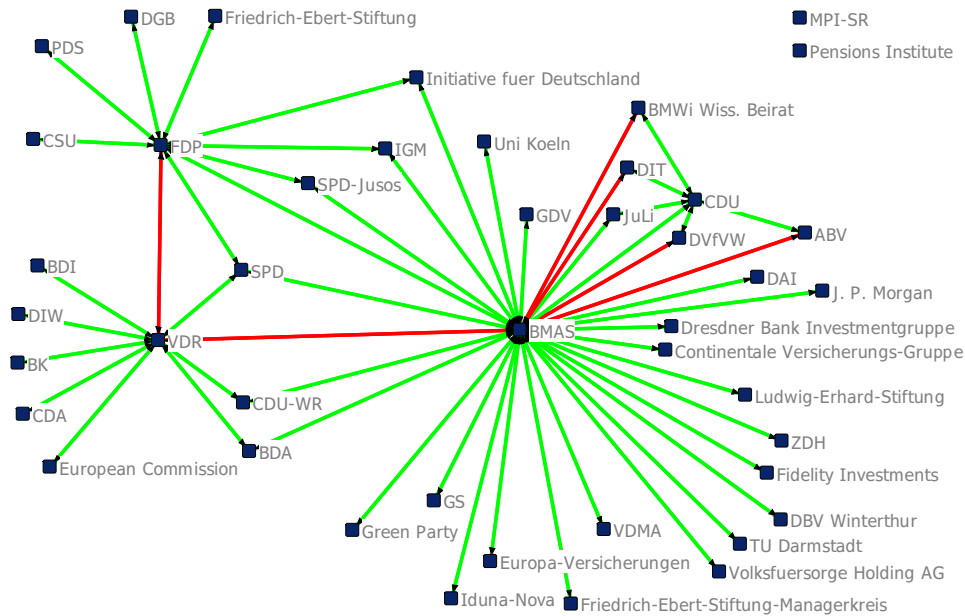 DGB
Friedrich-Ebert-Stiftung
MPI-SR
PDS
Pensions Institute
Initiative fuer Deutschland
BMWi Wiss. Beirat
CSU
FDP
IGM
Uni Koeln
DIT
SPD-Jusos
CDU
GDV
JuLi
DVfVW
ABV
BDI
SPD
DAI
J. P. Morgan
DIW
VDR
BMAS
Dresdner Bank Investmentgruppe
Continentale Versicherungs-Gruppe
BK
CDA
CDU-WR
Ludwig-Erhard-Stiftung
European Commission
BDA
ZDH
Fidelity Investments
GS
Green Party
VDMA
DBV Winterthur
TU Darmstadt
Europa-Versicherungen
Volksfuersorge Holding AG
Iduna-Nova
Friedrich-Ebert-Stiftung-Managerkreis